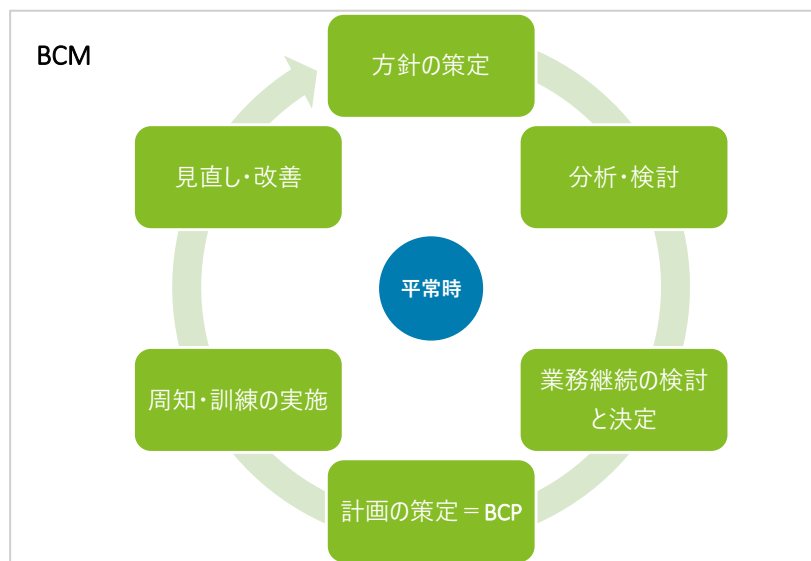 BCM
方針の策定
分析・検討
業務継続の検討
と決定
計画の策定＝BCP
周知・訓練の実施
見直し・改善
平常時